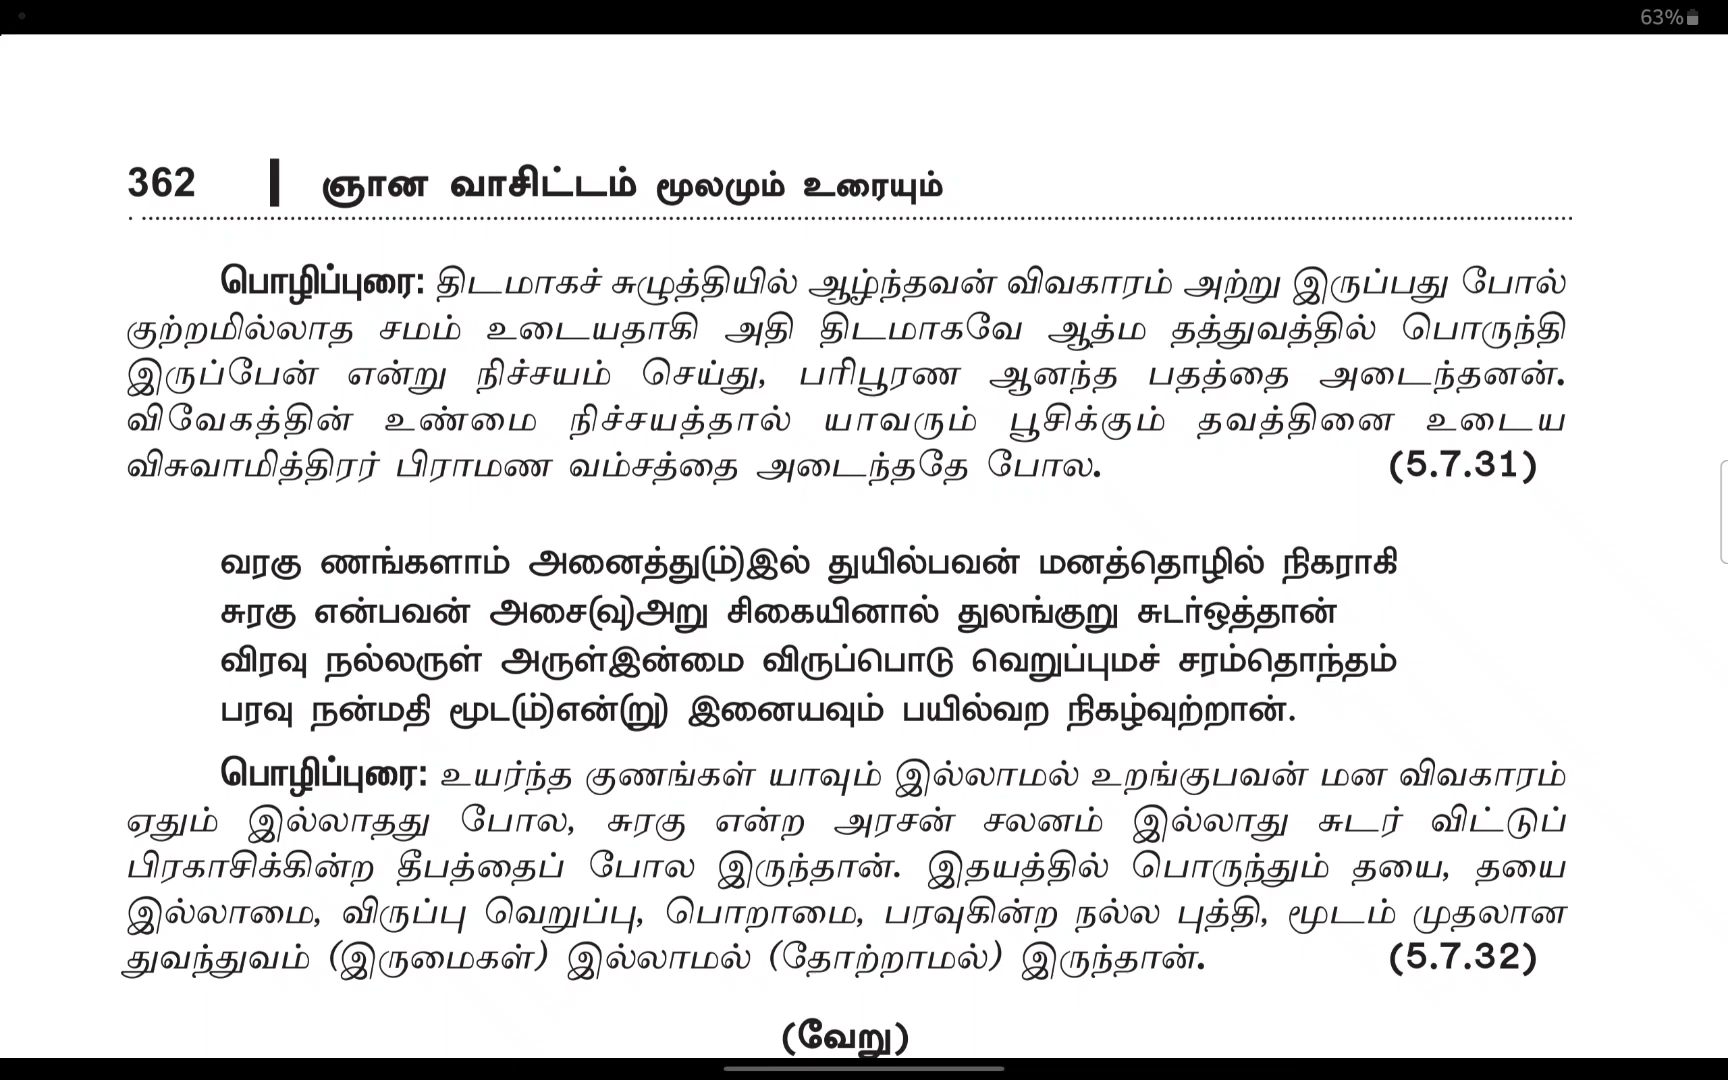 63%
362 ஞான வாசிட்டம் மூலமும் உரையும்
பொழிப்புரை: திடமாகச் சுழுத்தியில் ஆழ்ந்தவன் விவகாரம் அற்று இருப்பது போல்
குற்றமில்லாத சமம் உடையதாகி அதி திடமாகவே ஆத்ம தத்துவத்தில் பொருந்தி
இருப்பேன் என்று நிச்சயம் செய்து, பரிபூரண ஆனந்த பதத்தை அடைந்தனன்.
விவேகத்தின் உண்மை நிச்சயத்தால் யாவரும் பூசிக்கும் தவத்தினை உடைய
விசுவாமித்திரர் பிராமண வம்சத்தை அடைந்ததே போல. (5.7.31)
வரகு ணங்களாம் அனைத்து(ம்)இல் துயில்பவன் மனத்தொழில் நிகராகி
சுரகு என்பவன் அசை(வு)அறு சிகையினால் துலங்குறு சுடர்ஒத்தான்
விரவு நல்லருள் அருள்இன்மை விருப்பொடு வெறுப்புமச் சரம்தொந்தம்
பரவு நன்மதி மூட(ம்)என்(று) இனையவும் பயில்வற நிகழ்வுற்றான்.
பொழிப்புரை: உயர்ந்த குணங்கள் யாவும் இல்லாமல் உறங்குபவன் மன விவகாரம்
ஏதும் இல்லாதது போல, சுரகு என்ற அரசன் சலனம் இல்லாது சுடர் விட்டுப்
பிரகாசிக்கின்ற தீபத்தைப் போல இருந்தான். இதயத்தில் பொருந்தும் தயை, தயை
இல்லாமை, விருப்பு வெறுப்பு, பொறாமை, பரவுகின்ற நல்ல புத்தி, மூடம் முதலான
துவந்துவம் (இருமைகள்) இல்லாமல் (தோற்றாமல்) இருந்தான். (5.7.32)
(வேறு)